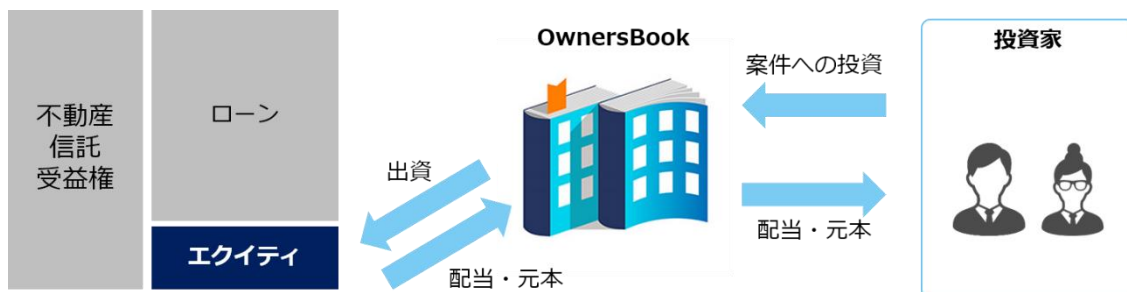 不動産
信託
受益権
ローン
エクイティ
出資
配当・元本
OwnersBook
案件への投資
配当・元本
投資家